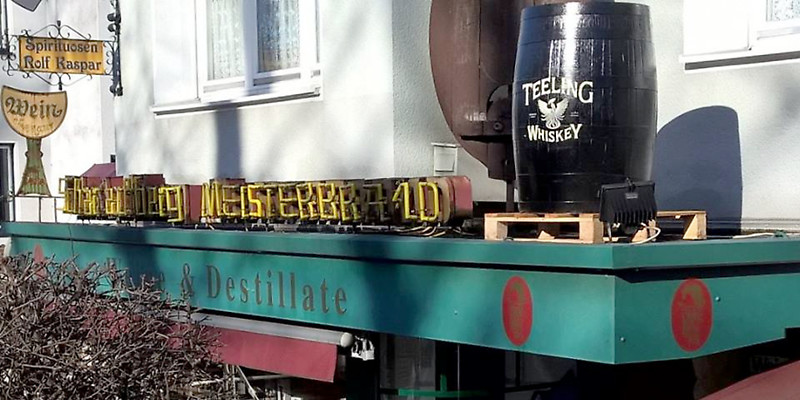 Spirituosen
Rolf Kaspar
Wein
TEELING
WHISKEY
MEISTERBRAND
& Destillate